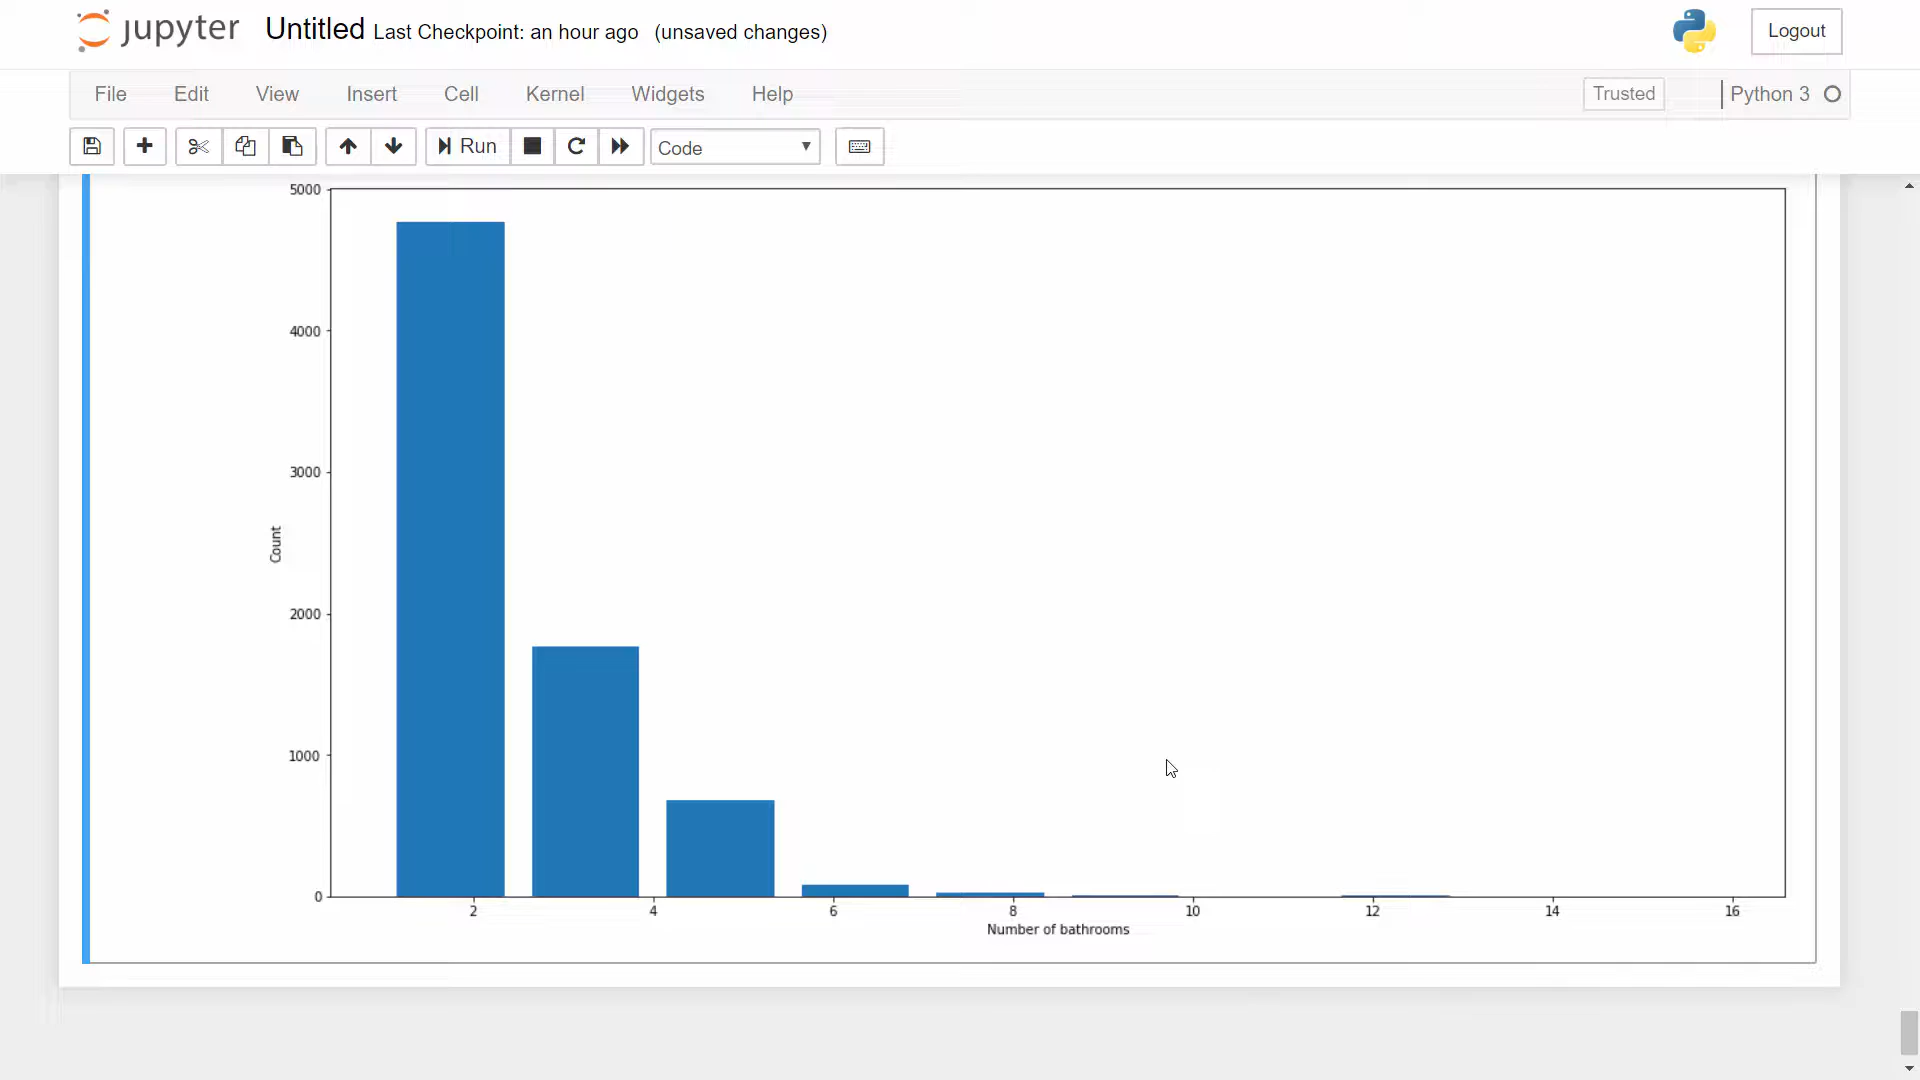 jupyter Untitled Last Checkpoint: an hour ago (unsaved changes) Logout
File Edit View Insert Cell Kernel Widgets Help Trusted Python 3
Run Code
5000
4000
3000
2000
1000
0
Count
2 4 6 8 10 12 14 16
Number of bathrooms